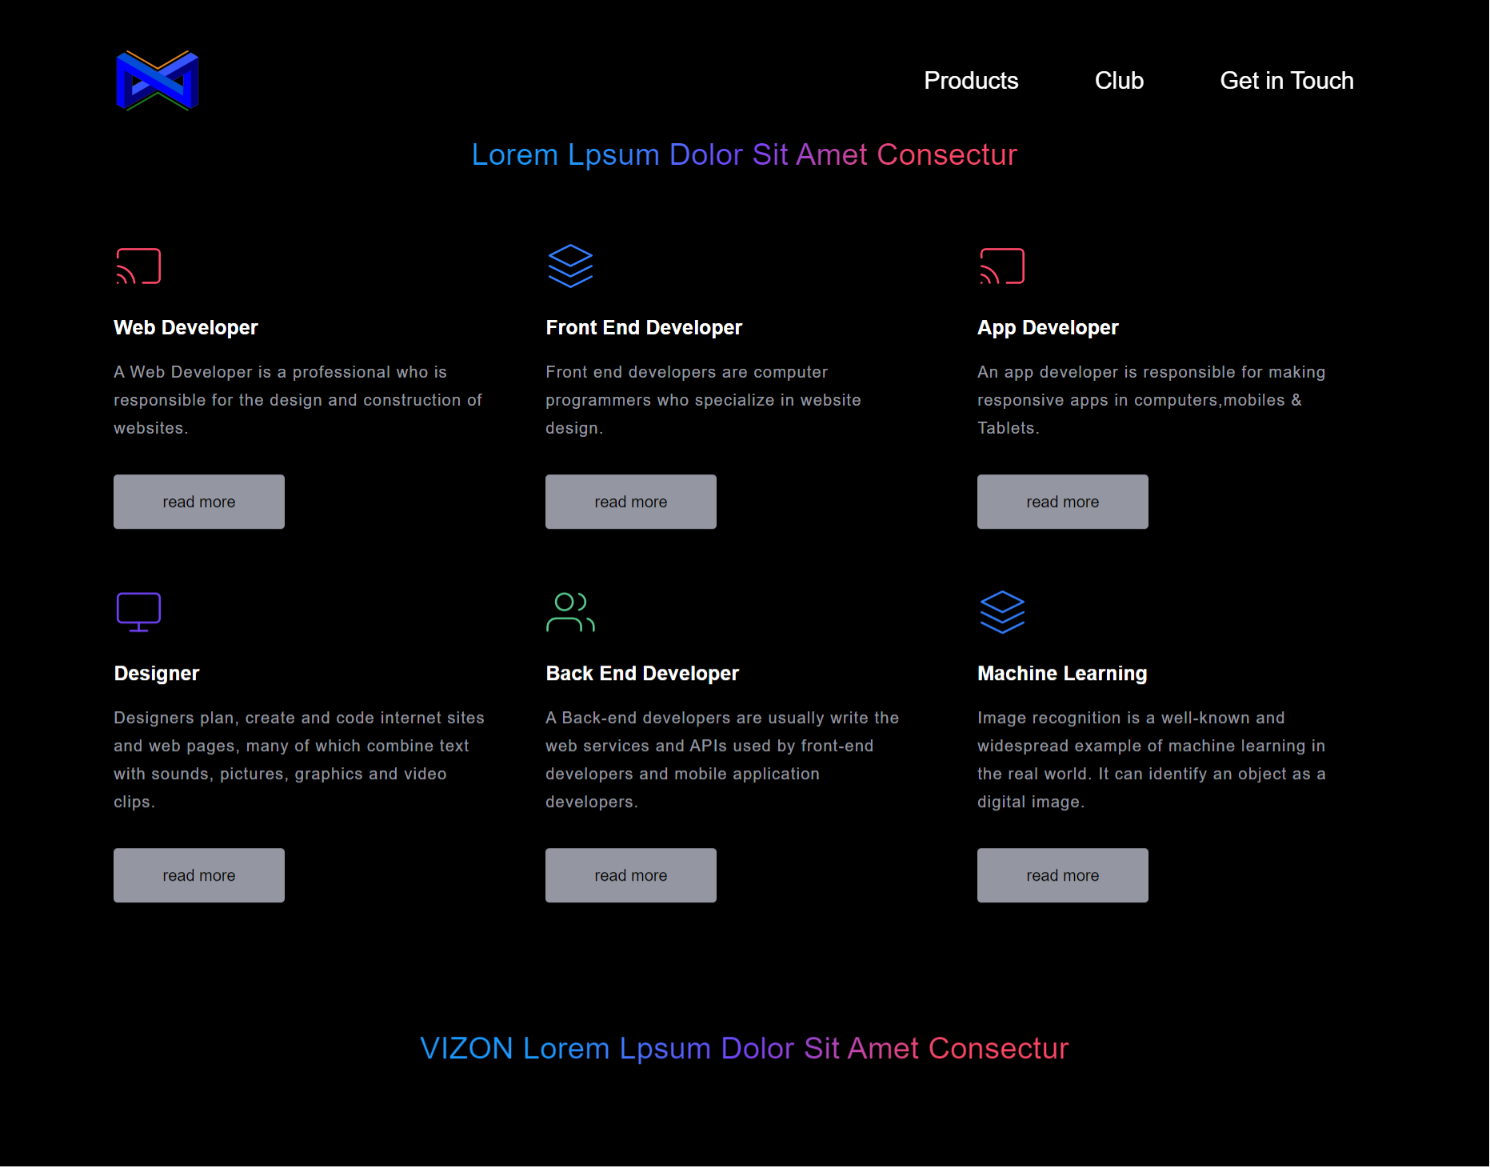 Products
Club
Get in Touch
Lorem Lpsum Dolor Sit Amet Consectur
Web Developer
A Web Developer is a professional who is
responsible for the design and construction of
websites.
read more
Front End Developer
Front end developers are computer
programmers who specialize in website
design.
read more
App Developer
An app developer is responsible for making
responsive apps in computers,mobiles &
Tablets.
read more
Designer
Designers plan, create and code internet sites
and web pages, many of which combine text
with sounds, pictures, graphics and video
clips.
read more
Back End Developer
A Back-end developers are usually write the
web services and APIs used by front-end
developers and mobile application
developers.
read more
Machine Learning
Image recognition is a well-known and
widespread example of machine learning in
the real world. It can identify an object as a
digital image.
read more
VIZON Lorem Lpsum Dolor Sit Amet Consectur